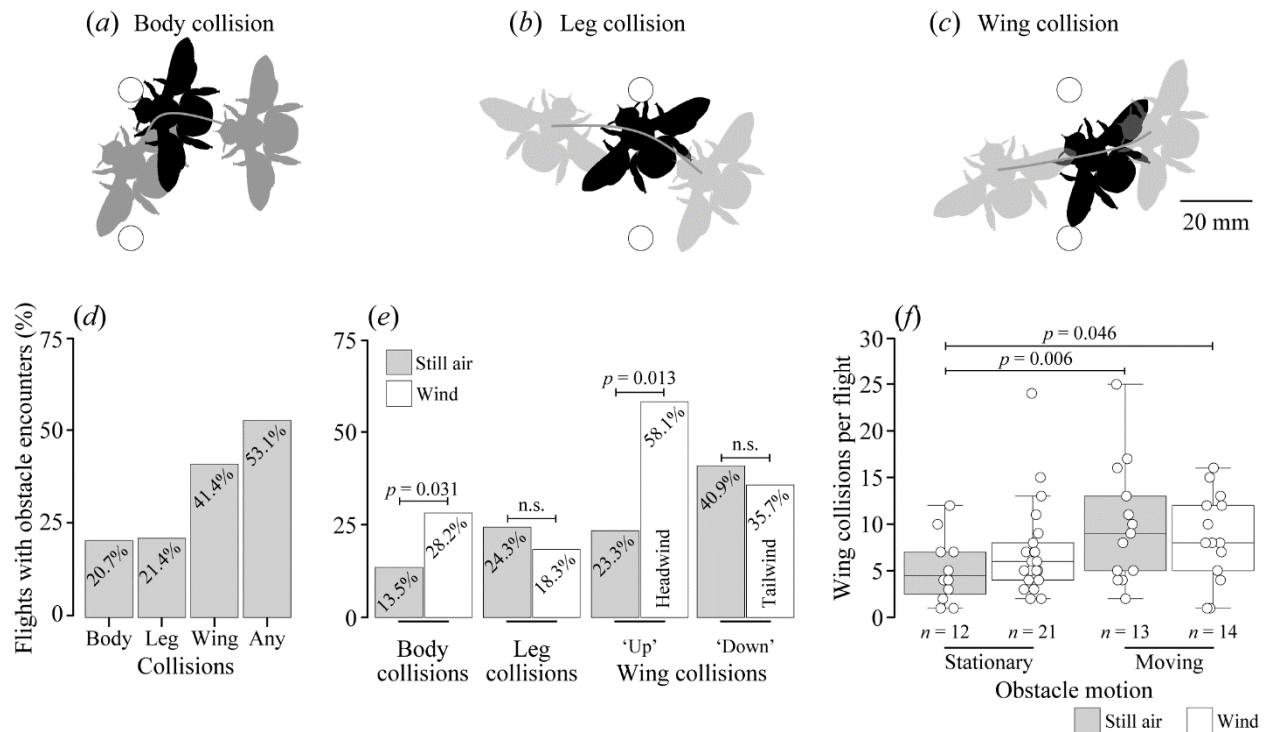 (a) Body collision
(b) Leg collision
(c) Wing collision
20 mm
(d)
Flights with obstacle encounters (%)
75
50
25
0
20.7%
21.4%
41.4%
53.1%
Body Leg Wing Any
Collisions
(e)
75
50
25
0
Still air
Wind
p = 0.031
13.5%
28.2%
n.s.
24.3%
18.3%
p = 0.013
23.3%
58.1%
Headwind
n.s.
40.9%
35.7%
Tailwind
Body
collisions
Leg
collisions
‘Up’ ‘Down’
Wing collisions
(f)
Wing collisions per flight
30
25
20
15
10
5
0
p = 0.046
p = 0.006
n = 12 n = 21 n = 13 n = 14
Stationary Moving
Obstacle motion
Still air Wind